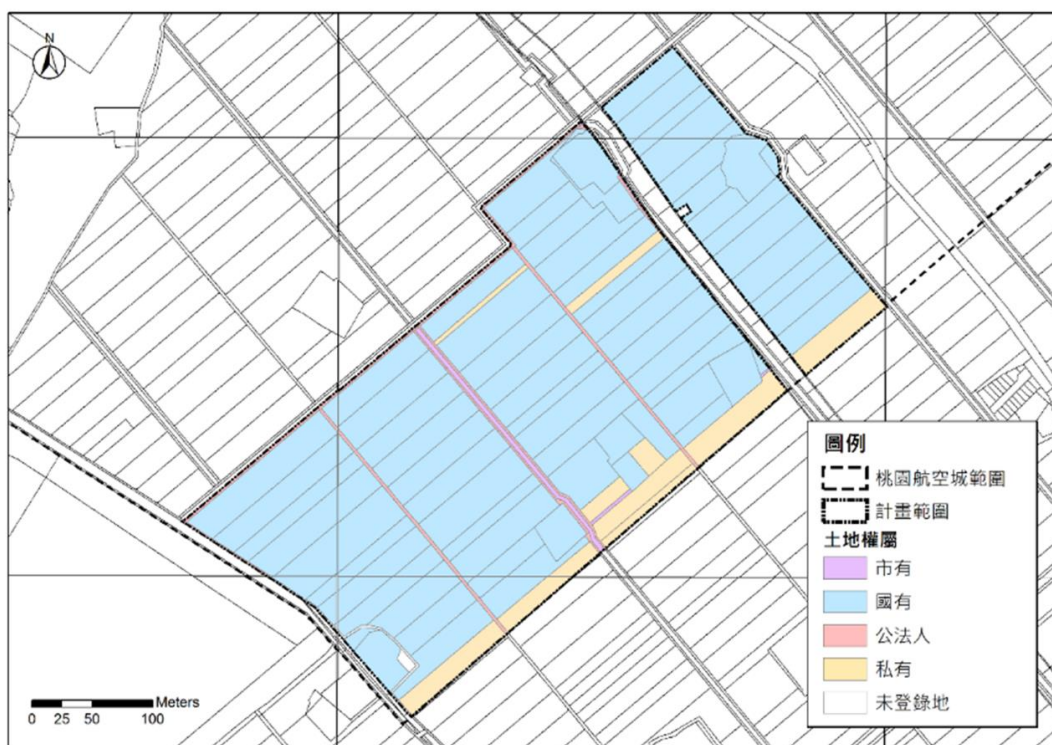 N
圖例
桃園航空城範圍
計畫範圍
土地權屬
市有
國有
公法人
私有
未登錄地
Meters
0 25 50 100